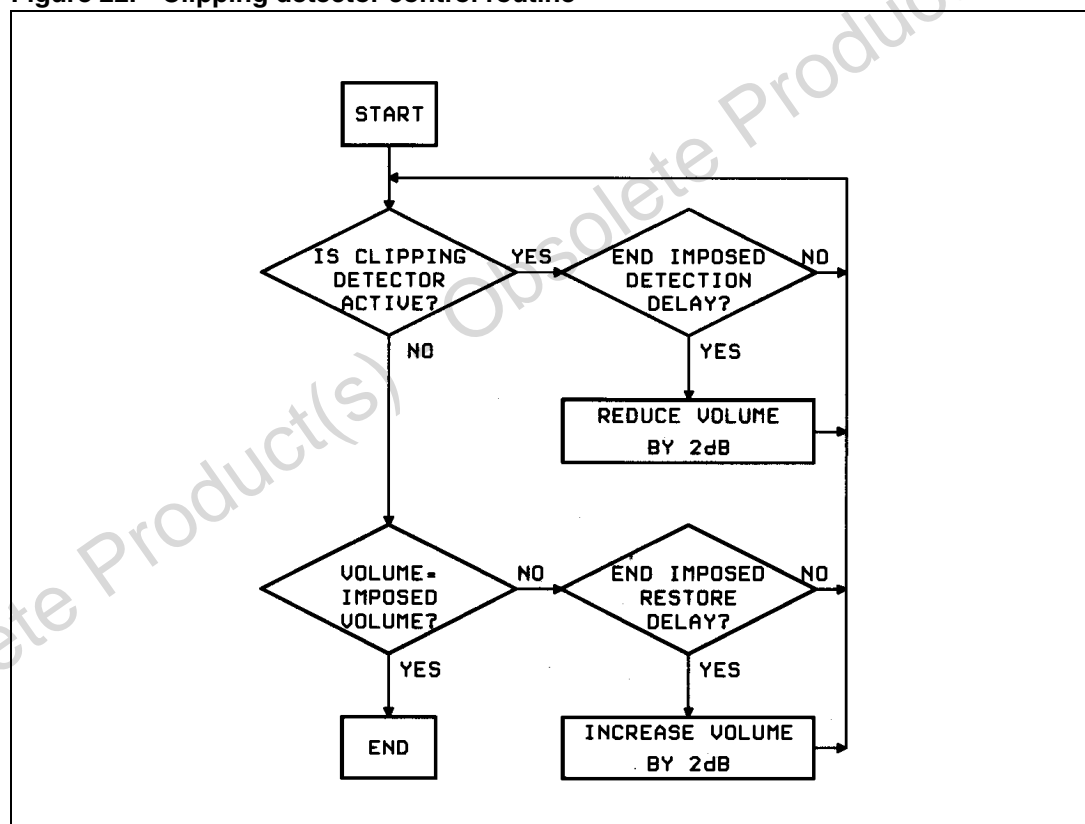 Figure 22. Clipping detector control routine
START
IS CLIPPING
DETECTOR
ACTIVE?
YES
END IMPOSED
DETECTION
DELAY?
NO
NO
YES
REDUCE VOLUME
BY 2dB
VOLUME=
IMPOSED
VOLUME?
NO
END IMPOSED
RESTORE
DELAY?
NO
YES
YES
END
INCREASE VOLUME
BY 2dB
Product(s) Obsolete Produc
ete Product(s)